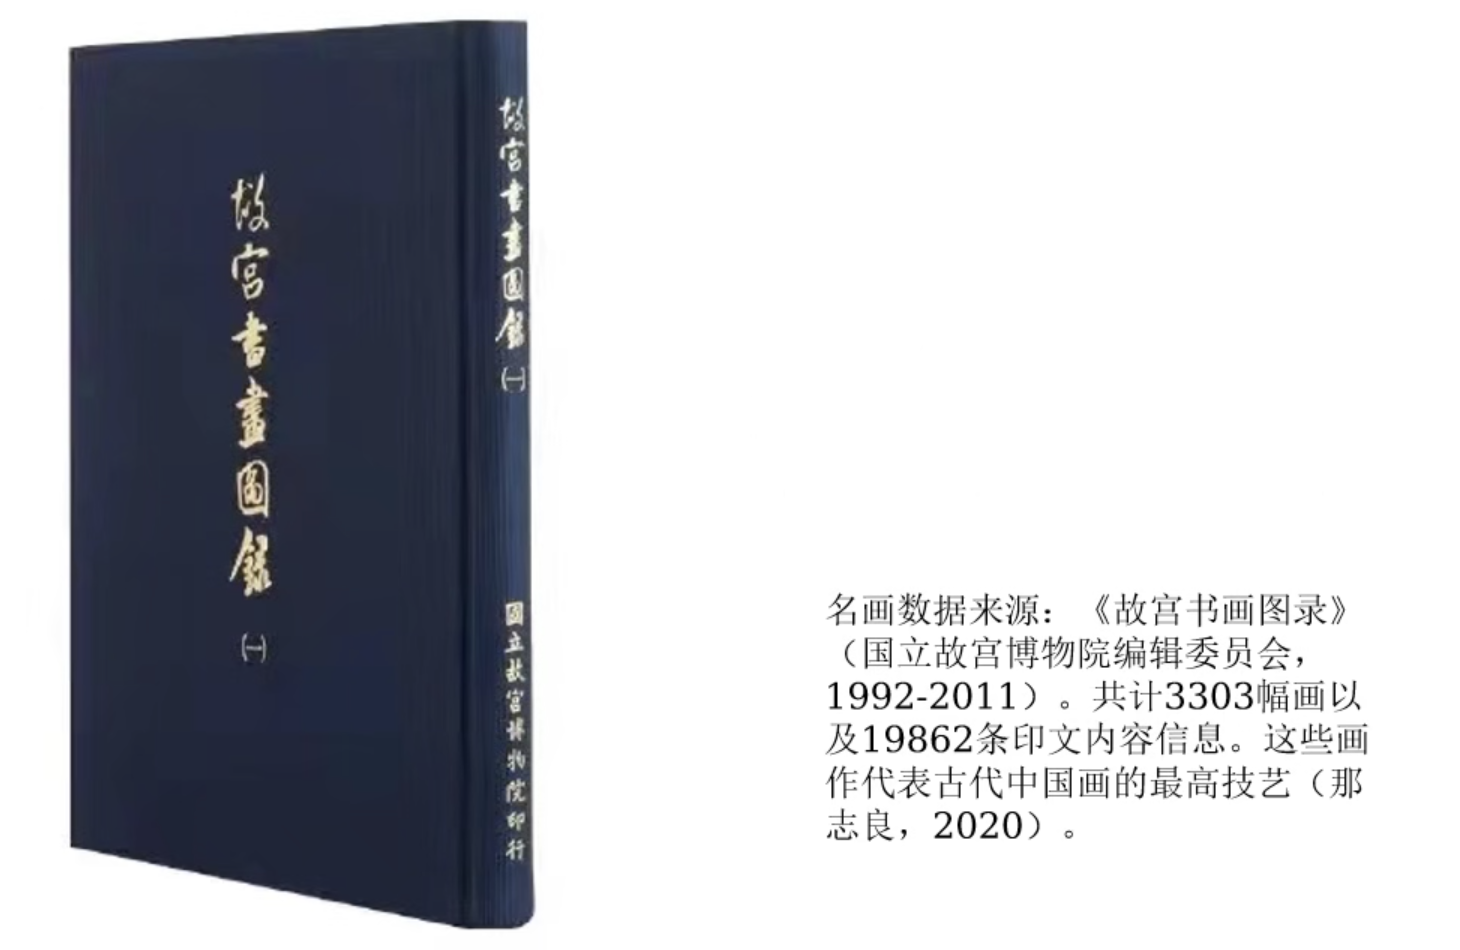 故宮書畫圖錄
(一)
故宮書畫圖錄(一)
國立故宮博物院印行
名画数据来源：《故宫书画图录》
（国立故宫博物院编辑委员会，
1992-2011）。共计3303幅画以
及19862条印文内容信息。这些画
作代表古代中国画的最高技艺（那
志良，2020）。